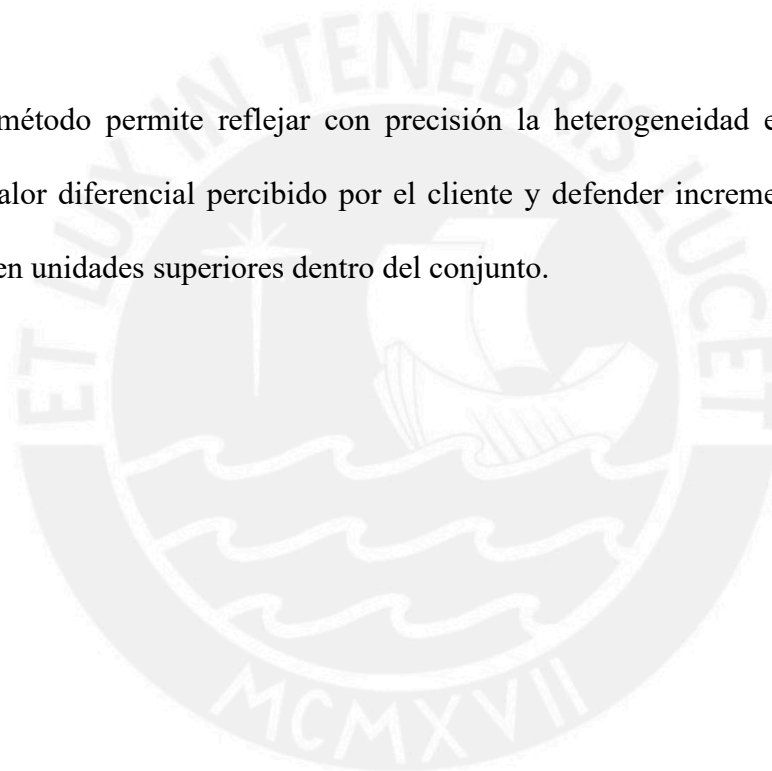 método permite reflejar con precisión la heterogeneidad e
alor diferencial percibido por el cliente y defender increme
en unidades superiores dentro del conjunto.
ET LUX IN TENEBRIS LUCET
MCMXVII